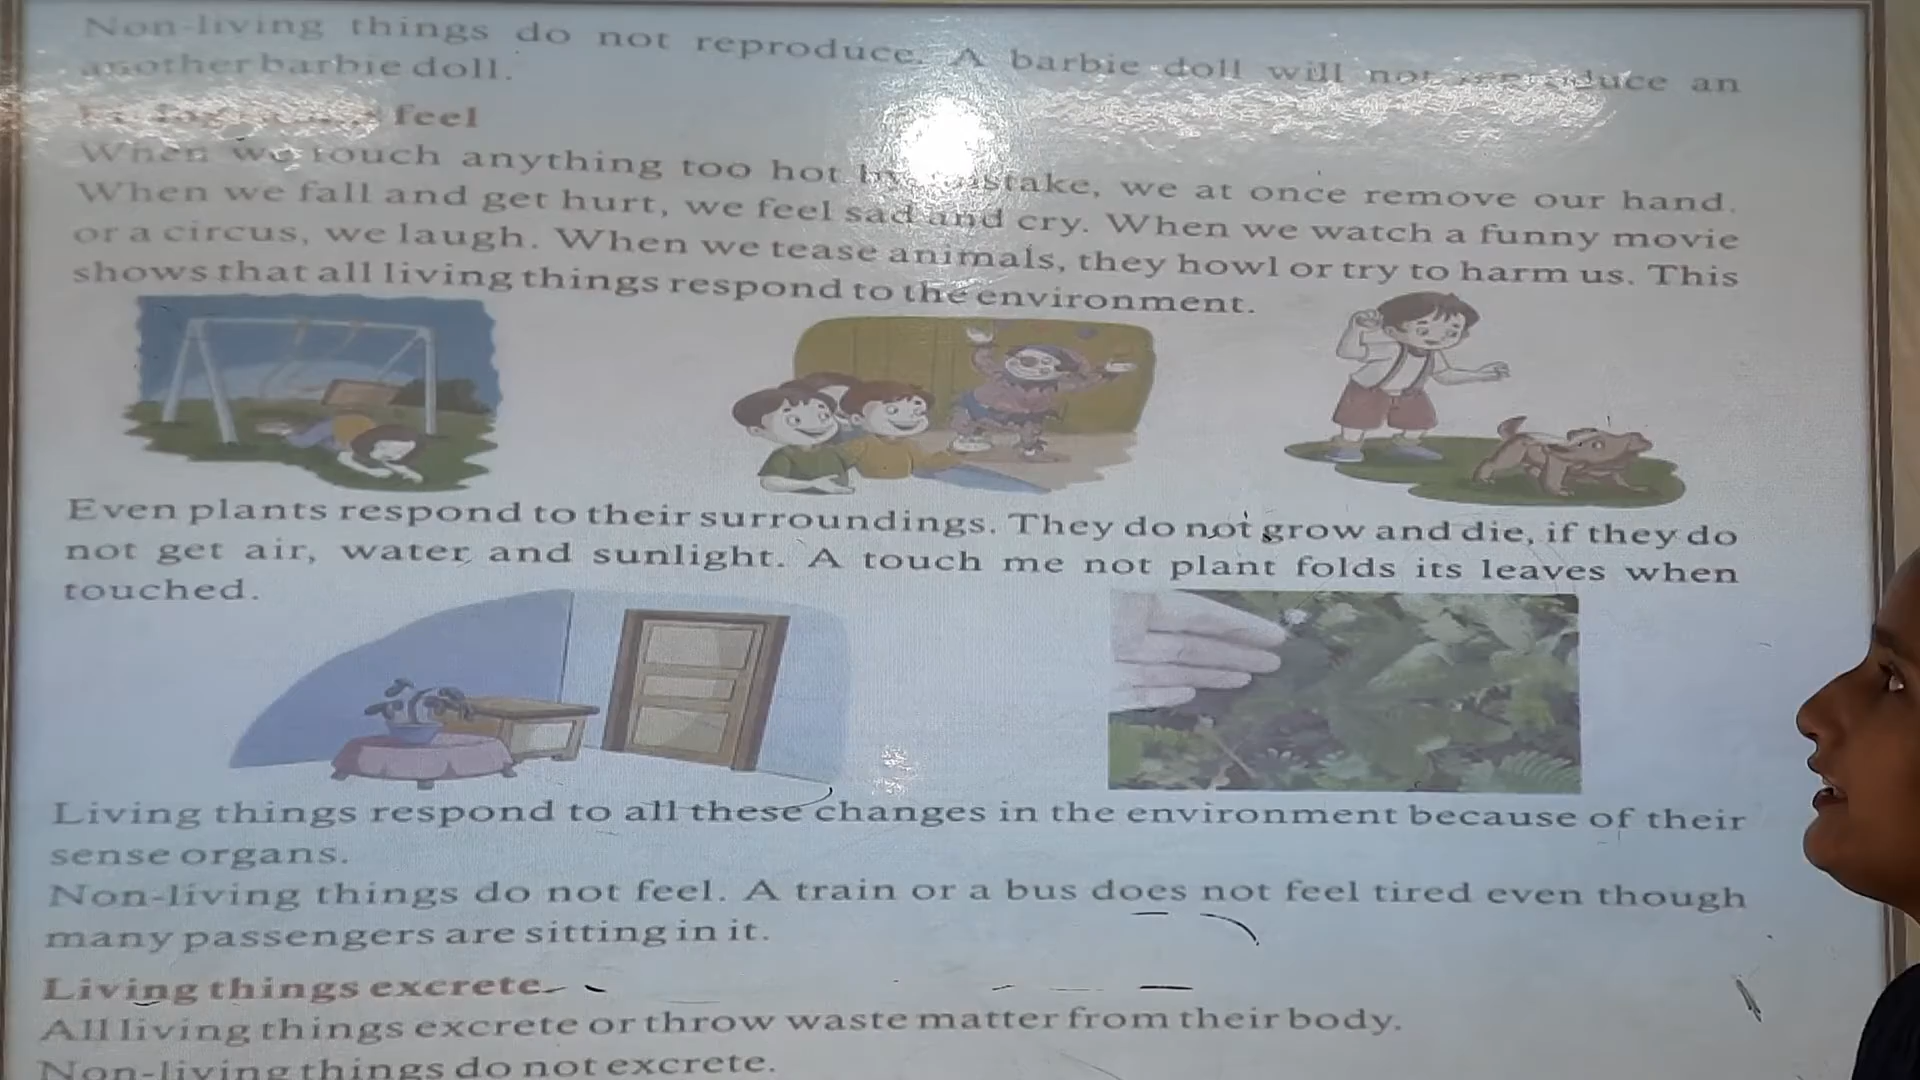 Non-living things do not reproduce. A barbie doll will not reproduce an
another barbie doll.
feel
When we touch anything too hot by mistake, we at once remove our hand.
When we fall and get hurt, we feel sad and cry. When we watch a funny movie
or a circus, we laugh. When we tease animals, they howl or try to harm us. This
shows that all living things respond to the environment.
Even plants respond to their surroundings. They do not grow and die, if they do
not get air, water and sunlight. A touch me not plant folds its leaves when
touched.
Living things respond to all these changes in the environment because of their
sense organs.
Non-living things do not feel. A train or a bus does not feel tired even though
many passengers are sitting in it.
Living things excrete
All living things excrete or throw waste matter from their body.
Non-living things do not excrete.